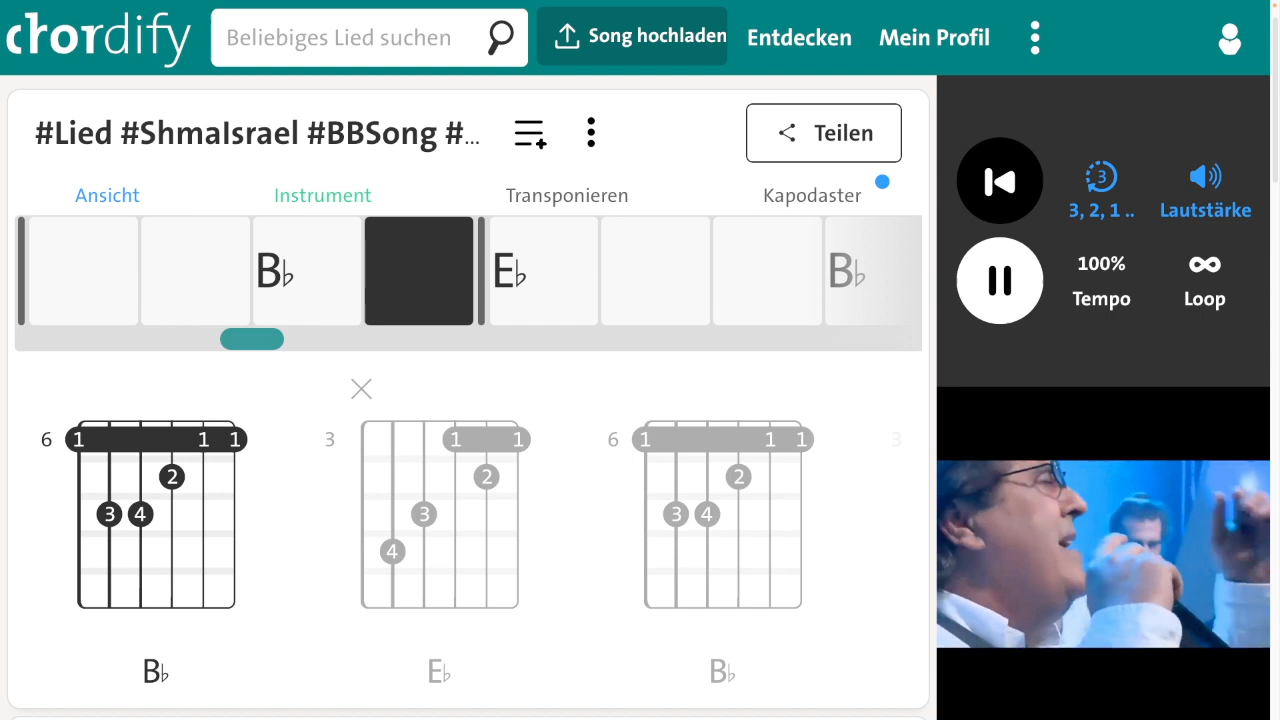 chordify
Beliebiges Lied suchen
Song hochladen
Entdecken
Mein Profil
#Lied #ShmaIsrael #BBSong #...
Teilen
Ansicht
Instrument
Transponieren
Kapodaster
B♭
E♭
B♭
3
3, 2, 1 ..
Lautstärke
100%
Tempo
Loop
6
1 1 1
2
3 4
B♭
3
1 1
2
3
4
E♭
6
1 1 1
2
3 4
B♭
3